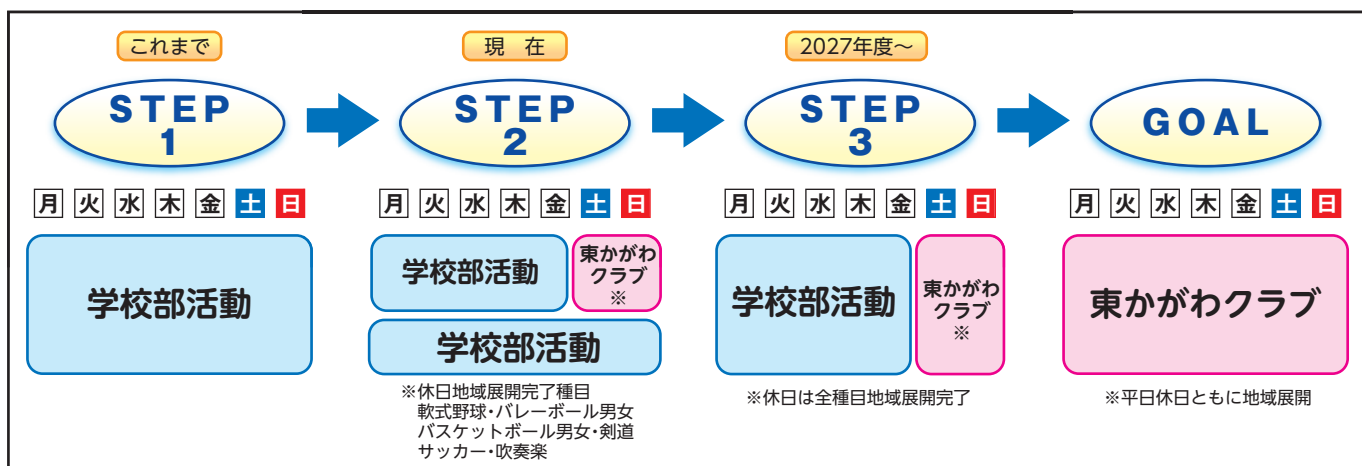 これまで
STEP
1
月 火 水 木 金 土 日
学校部活動
現 在
STEP
2
月 火 水 木 金 土 日
学校部活動
東かがわ
クラブ
※
学校部活動
※休日地域展開完了種目
軟式野球・バレーボール男女
バスケットボール男女・剣道
サッカー・吹奏楽
2027年度~
STEP
3
月 火 水 木 金 土 日
学校部活動
東かがわ
クラブ
※
※休日は全種目地域展開完了
GOAL
月 火 水 木 金 土 日
東かがわクラブ
※平日休日ともに地域展開